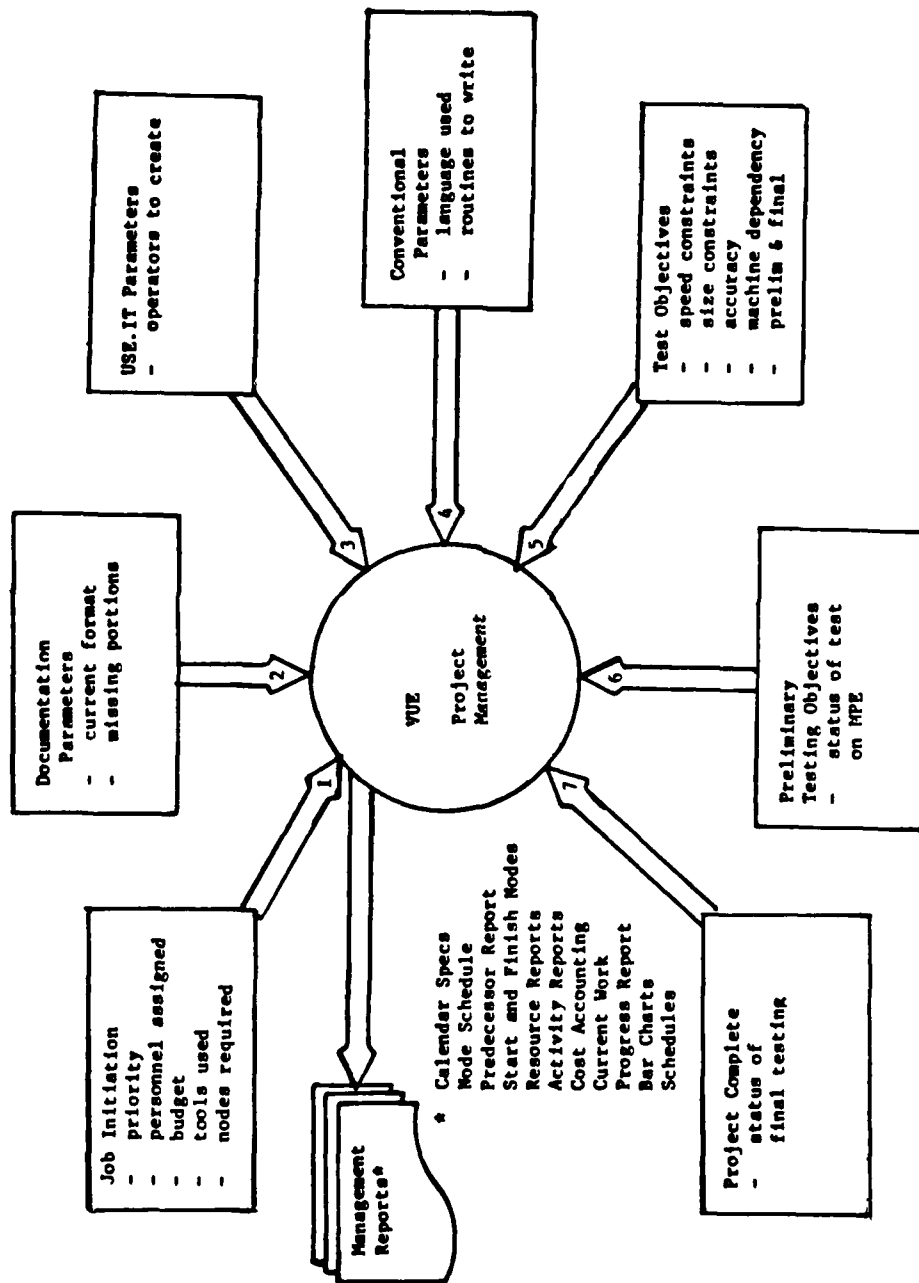 Job Initiation
- priority
- personnel assigned
- budget
- tools used
- nodes required
1
Documentation
Parameters
- current format
- missing portions
2
USE.IT Parameters
- operators to create
3
Conventional
Parameters
- language used
- routines to write
4
Test Objectives
- speed constraints
- size constraints
- accuracy
- machine dependency
- prelim & final
5
Preliminary
Testing Objectives
- status of test
on MPE
6
Project Complete
- status of
final testing
7
VUE
Project
Management
Management
Reports*
* Calendar Specs
Node Schedule
Predecessor Report
Start and Finish Nodes
Resource Reports
Activity Reports
Cost Accounting
Current Work
Progress Report
Bar Charts
Schedules